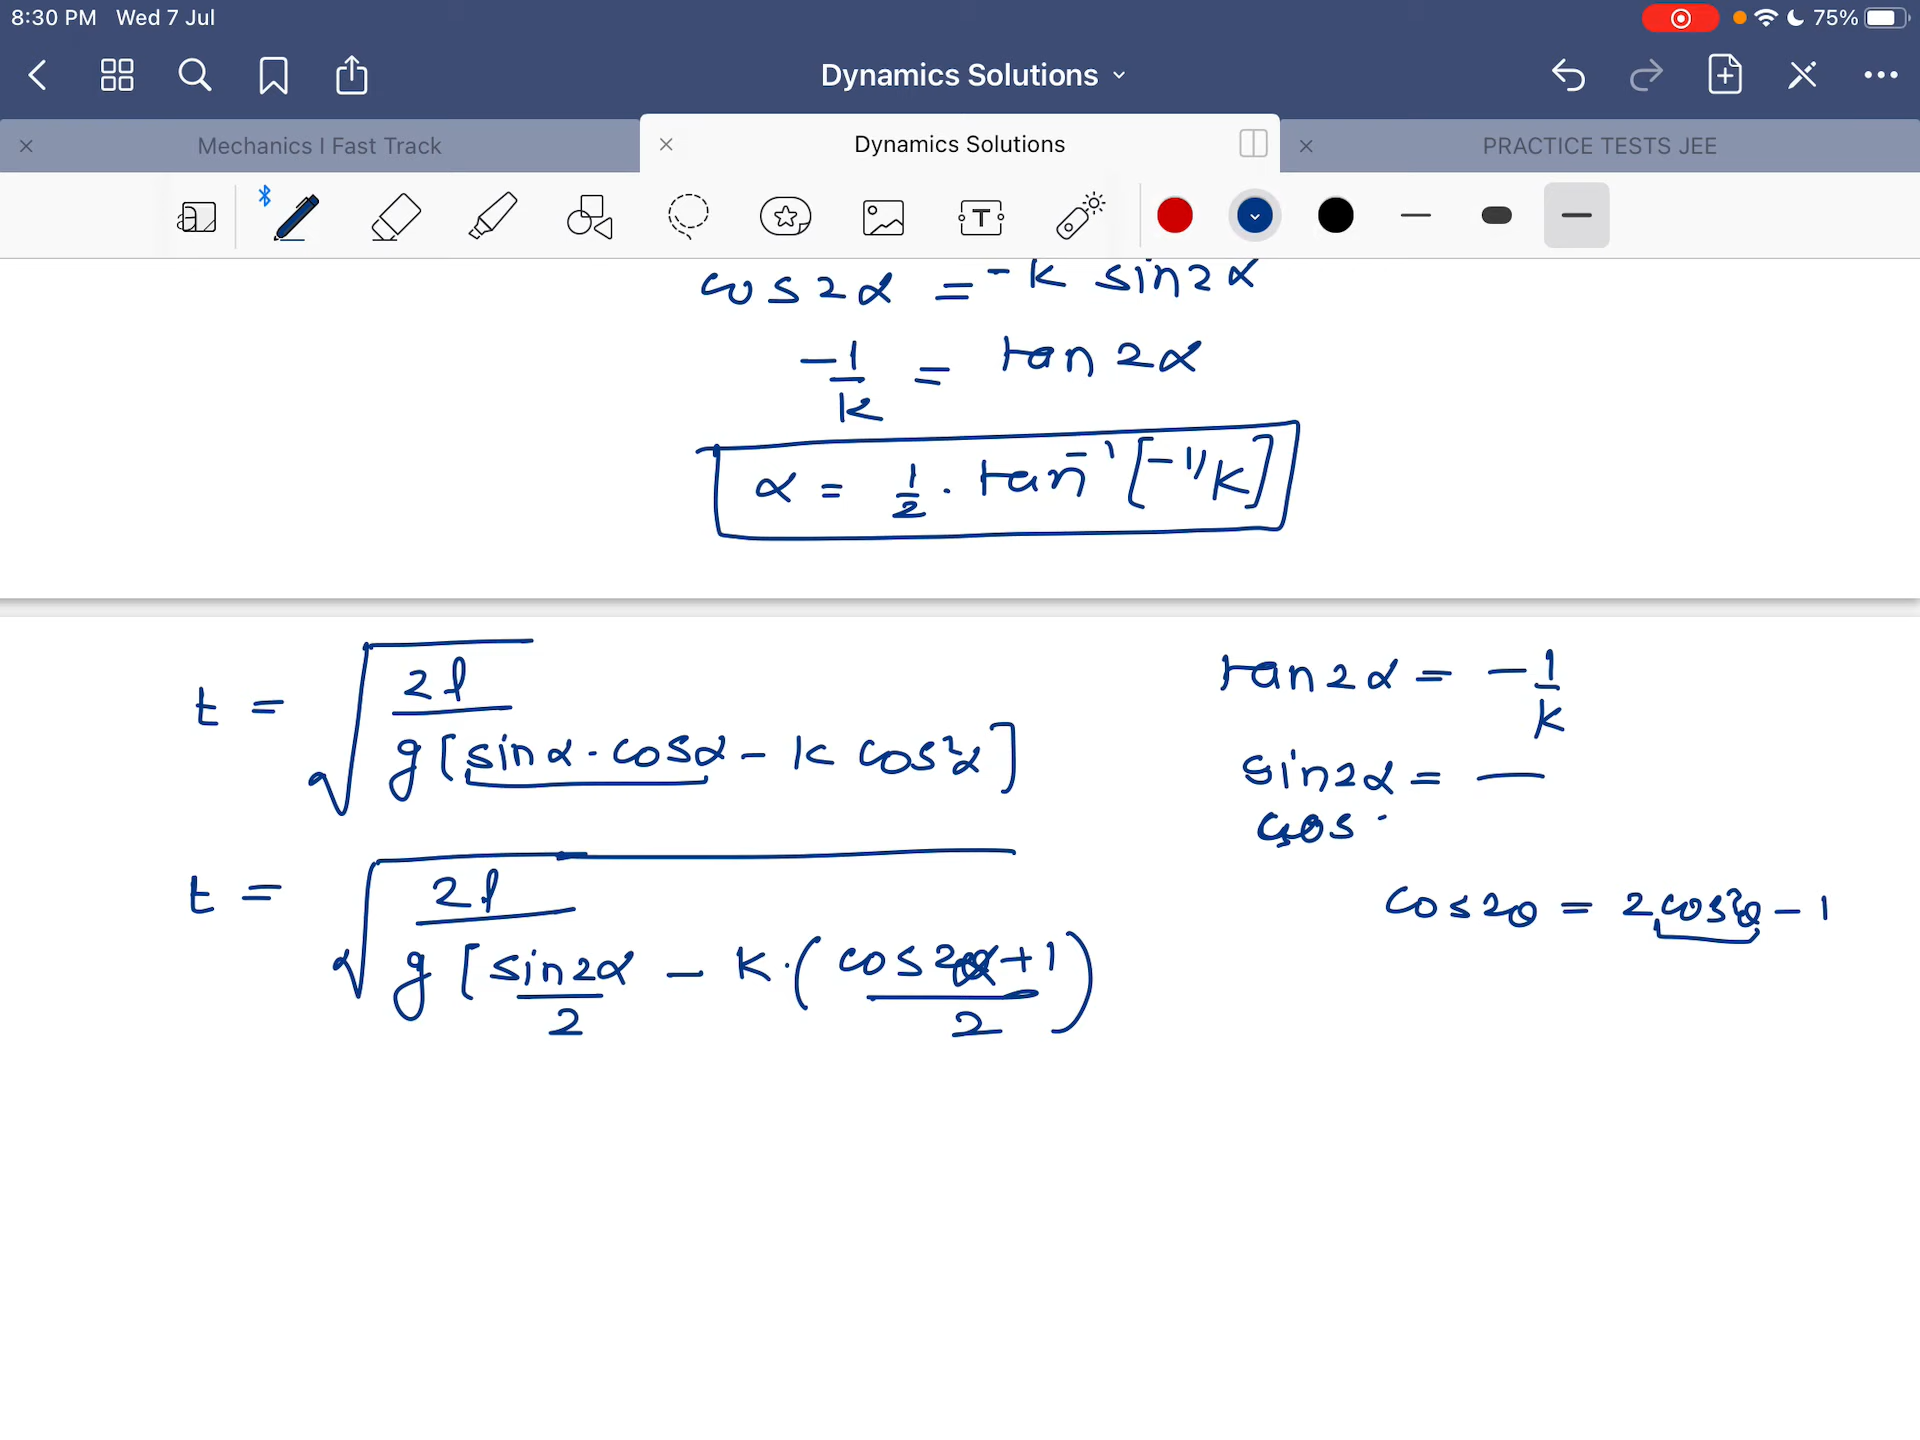 8:30 PM Wed 7 Jul
75%
Dynamics Solutions
Mechanics I Fast Track
Dynamics Solutions
PRACTICE TESTS JEE
cos 2α = -k sin 2α
-1/k = tan 2α
α = 1/2 · tan⁻¹ [-1/k]
t = √(2l / g[sin α · cos α - k cos²α])
tan 2α = -1/k
sin 2α = —
cos ·
t = √(2l / g[sin 2α / 2 - k · (cos 2α + 1 / 2)
cos 2θ = 2 cos²θ - 1